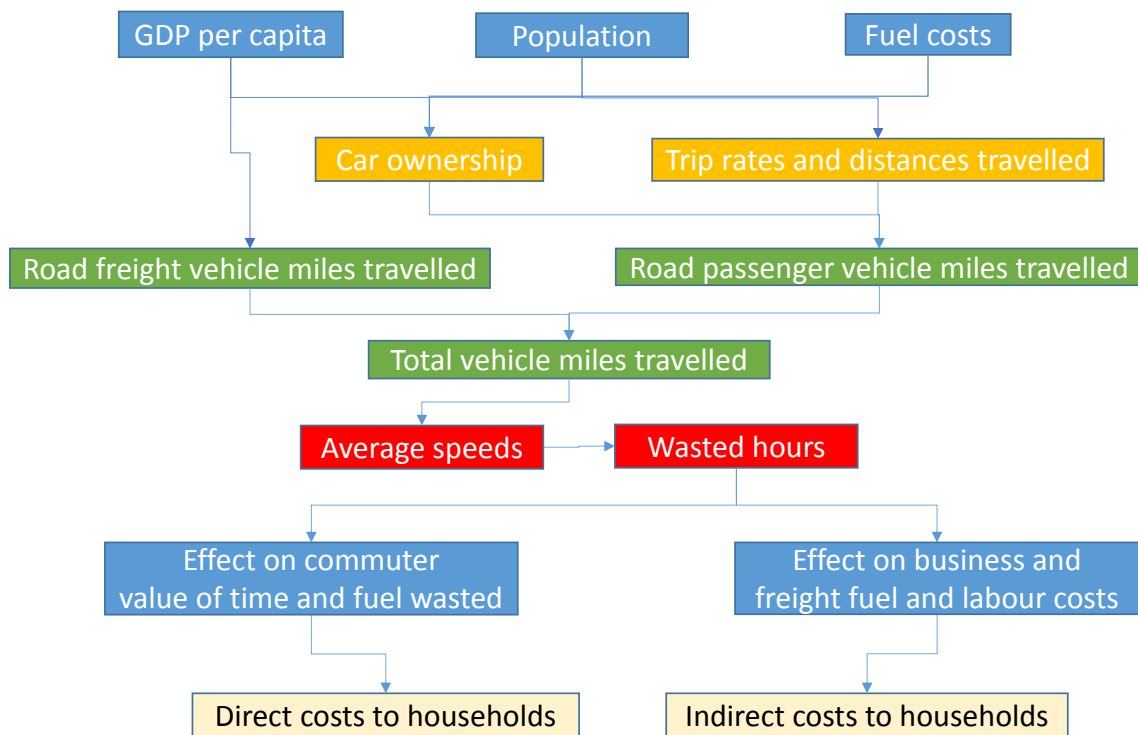 GDP per capita
Population
Fuel costs
Car ownership
Trip rates and distances travelled
Road freight vehicle miles travelled
Road passenger vehicle miles travelled
Total vehicle miles travelled
Average speeds
Wasted hours
Effect on commuter
value of time and fuel wasted
Effect on business and
freight fuel and labour costs
Direct costs to households
Indirect costs to households